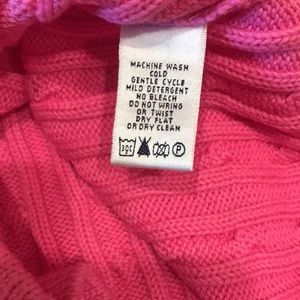 MACHINE WASH
COLD
GENTLE CYCLE
MILD DETERGENT
NO BLEACH
DO NOT WRING
OR TWIST
DRY FLAT
OR DRY CLEAN
30C P